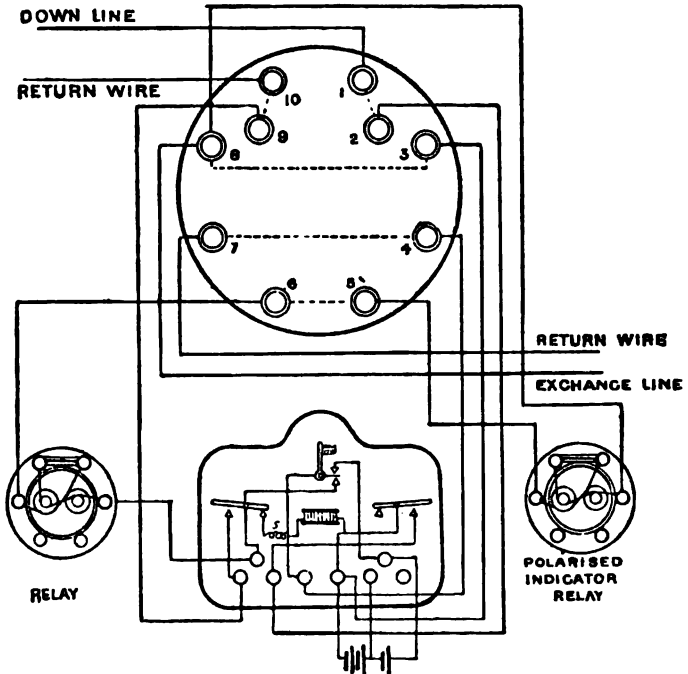 DOWN LINE
RETURN WIRE
10
1
9
2
8
3
7
4
6
5
RETURN WIRE
EXCHANGE LINE
S
RELAY
POLARISED
INDICATOR
RELAY